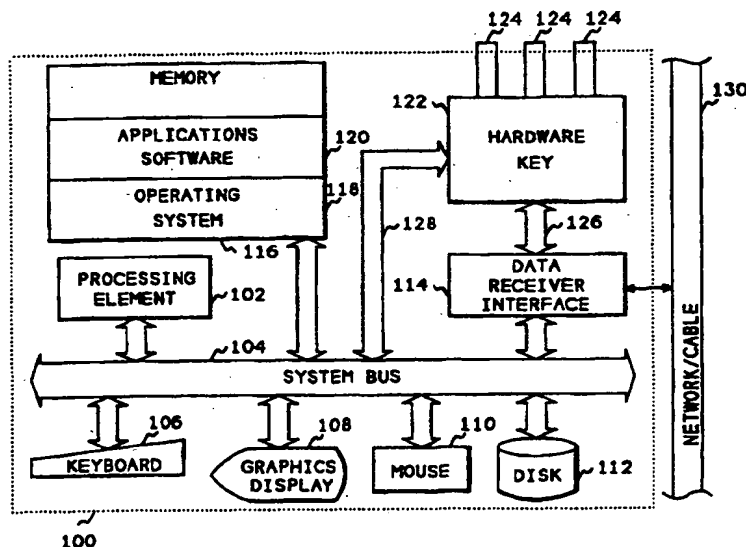 124 124 124
MEMORY
APPLICATIONS
SOFTWARE
120
OPERATING
SYSTEM
118
116
122
HARDWARE
KEY
130
128
126
PROCESSING
ELEMENT
102
114
DATA
RECEIVER
INTERFACE
104
SYSTEM BUS
NETWORK/CABLE
106
KEYBOARD
108
GRAPHICS
DISPLAY
110
MOUSE
DISK
112
100